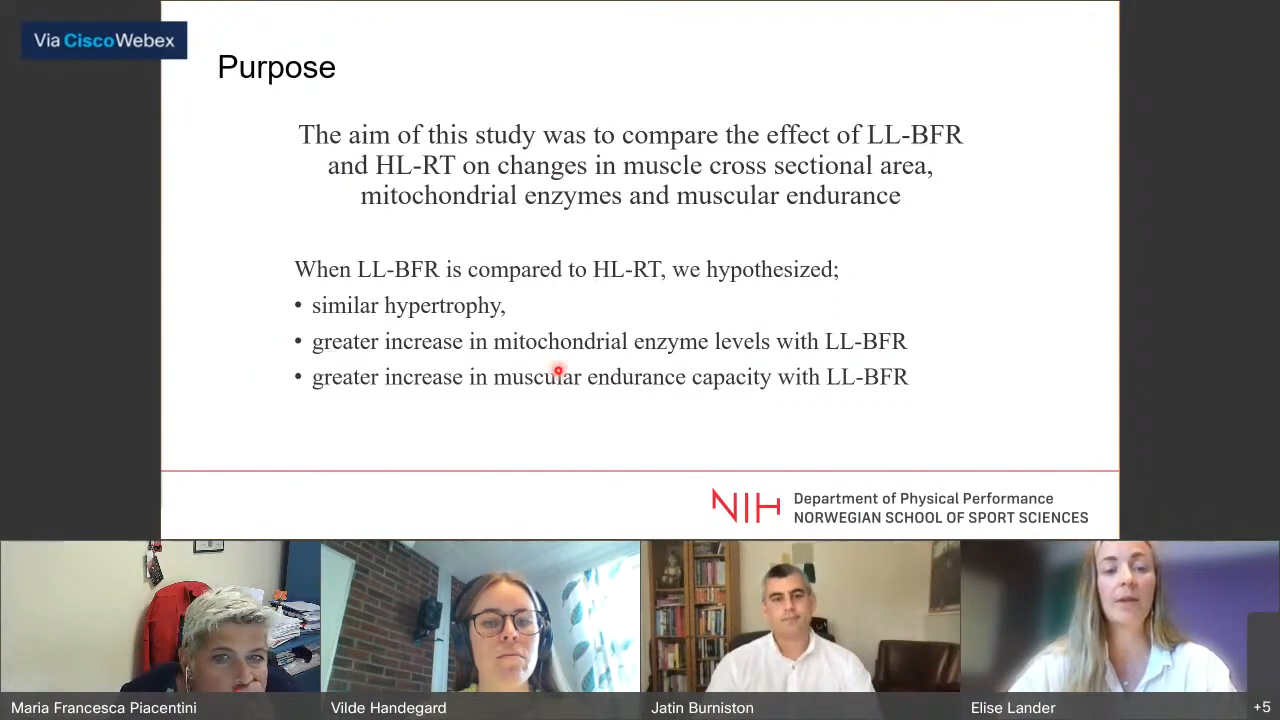 Via CiscoWebex
Purpose
The aim of this study was to compare the effect of LL-BFR
and HL-RT on changes in muscle cross sectional area,
mitochondrial enzymes and muscular endurance
When LL-BFR is compared to HL-RT, we hypothesized;
• similar hypertrophy,
• greater increase in mitochondrial enzyme levels with LL-BFR
• greater increase in muscular endurance capacity with LL-BFR
NIH
Department of Physical Performance
NORWEGIAN SCHOOL OF SPORT SCIENCES
Maria Francesca Piacentini
Vilde Handegard
Jatin Burniston
Elise Lander
+5